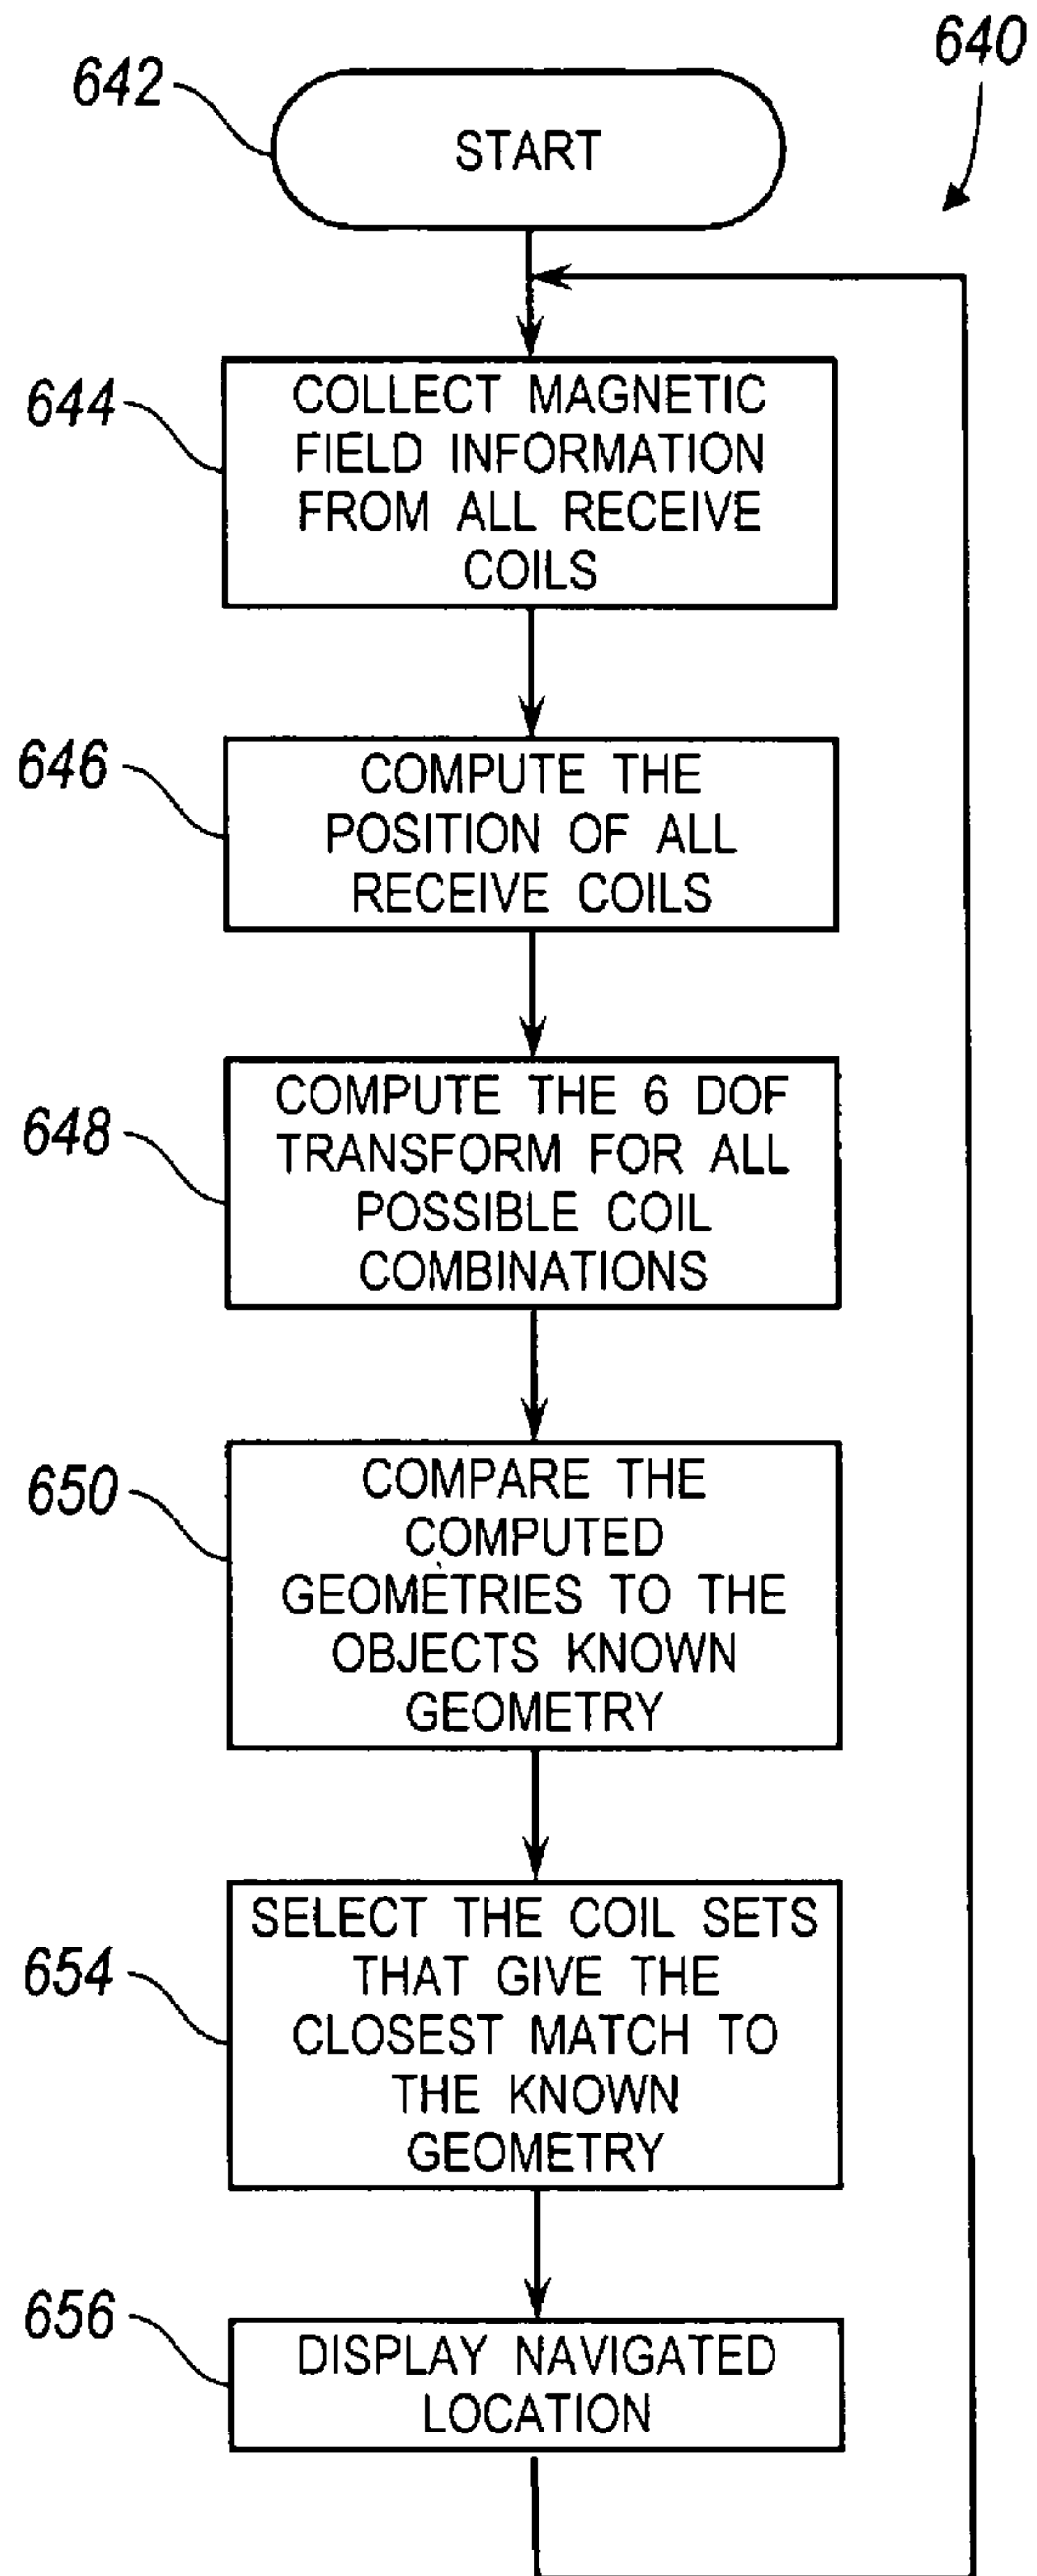 640
642
START
644
COLLECT MAGNETIC
FIELD INFORMATION
FROM ALL RECEIVE
COILS
646
COMPUTE THE
POSITION OF ALL
RECEIVE COILS
648
COMPUTE THE 6 DOF
TRANSFORM FOR ALL
POSSIBLE COIL
COMBINATIONS
650
COMPARE THE
COMPUTED
GEOMETRIES TO THE
OBJECTS KNOWN
GEOMETRY
654
SELECT THE COIL SETS
THAT GIVE THE
CLOSEST MATCH TO
THE KNOWN
GEOMETRY
656
DISPLAY NAVIGATED
LOCATION